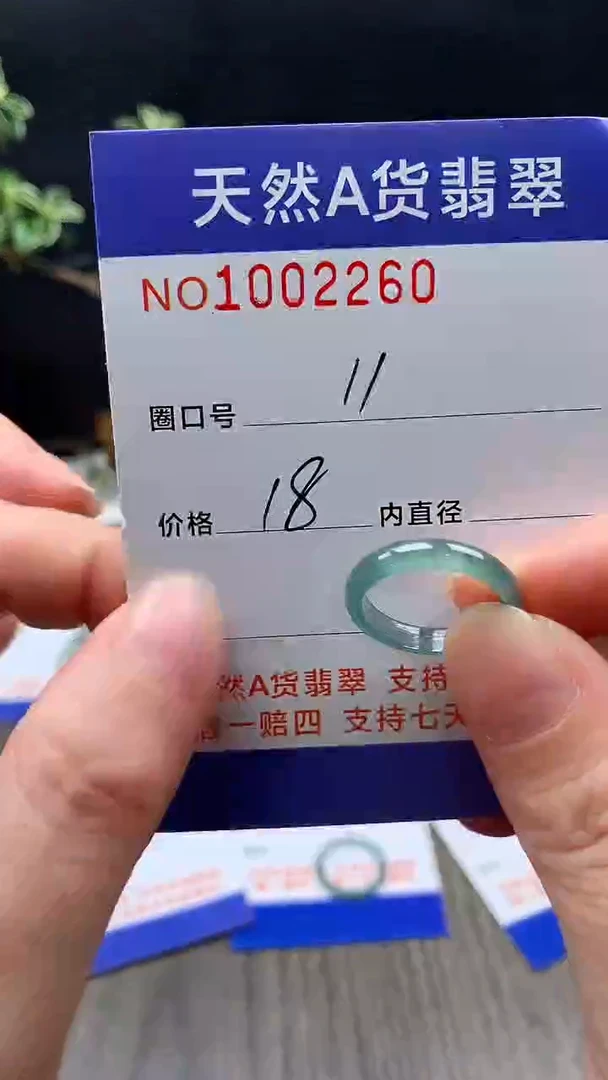 天然A货翡翠
NO1002260
圈口号 11
价格 18 内直径
然A货翡翠 支持
一赔四 支持七天